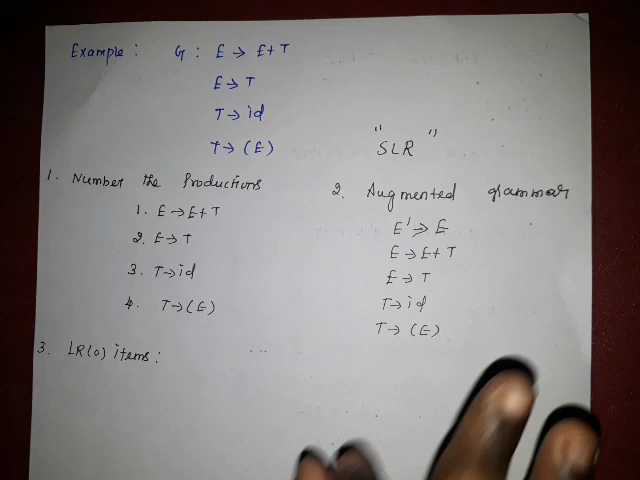 Example : G : E → E+T
E → T
T → id
T → (E)
"SLR"
1. Number the Productions
1. E → E+T
2. E → T
3. T → id
4. T → (E)
2. Augmented grammar
E' → E
E → E+T
E → T
T → id
T → (E)
3. LR(0) items :